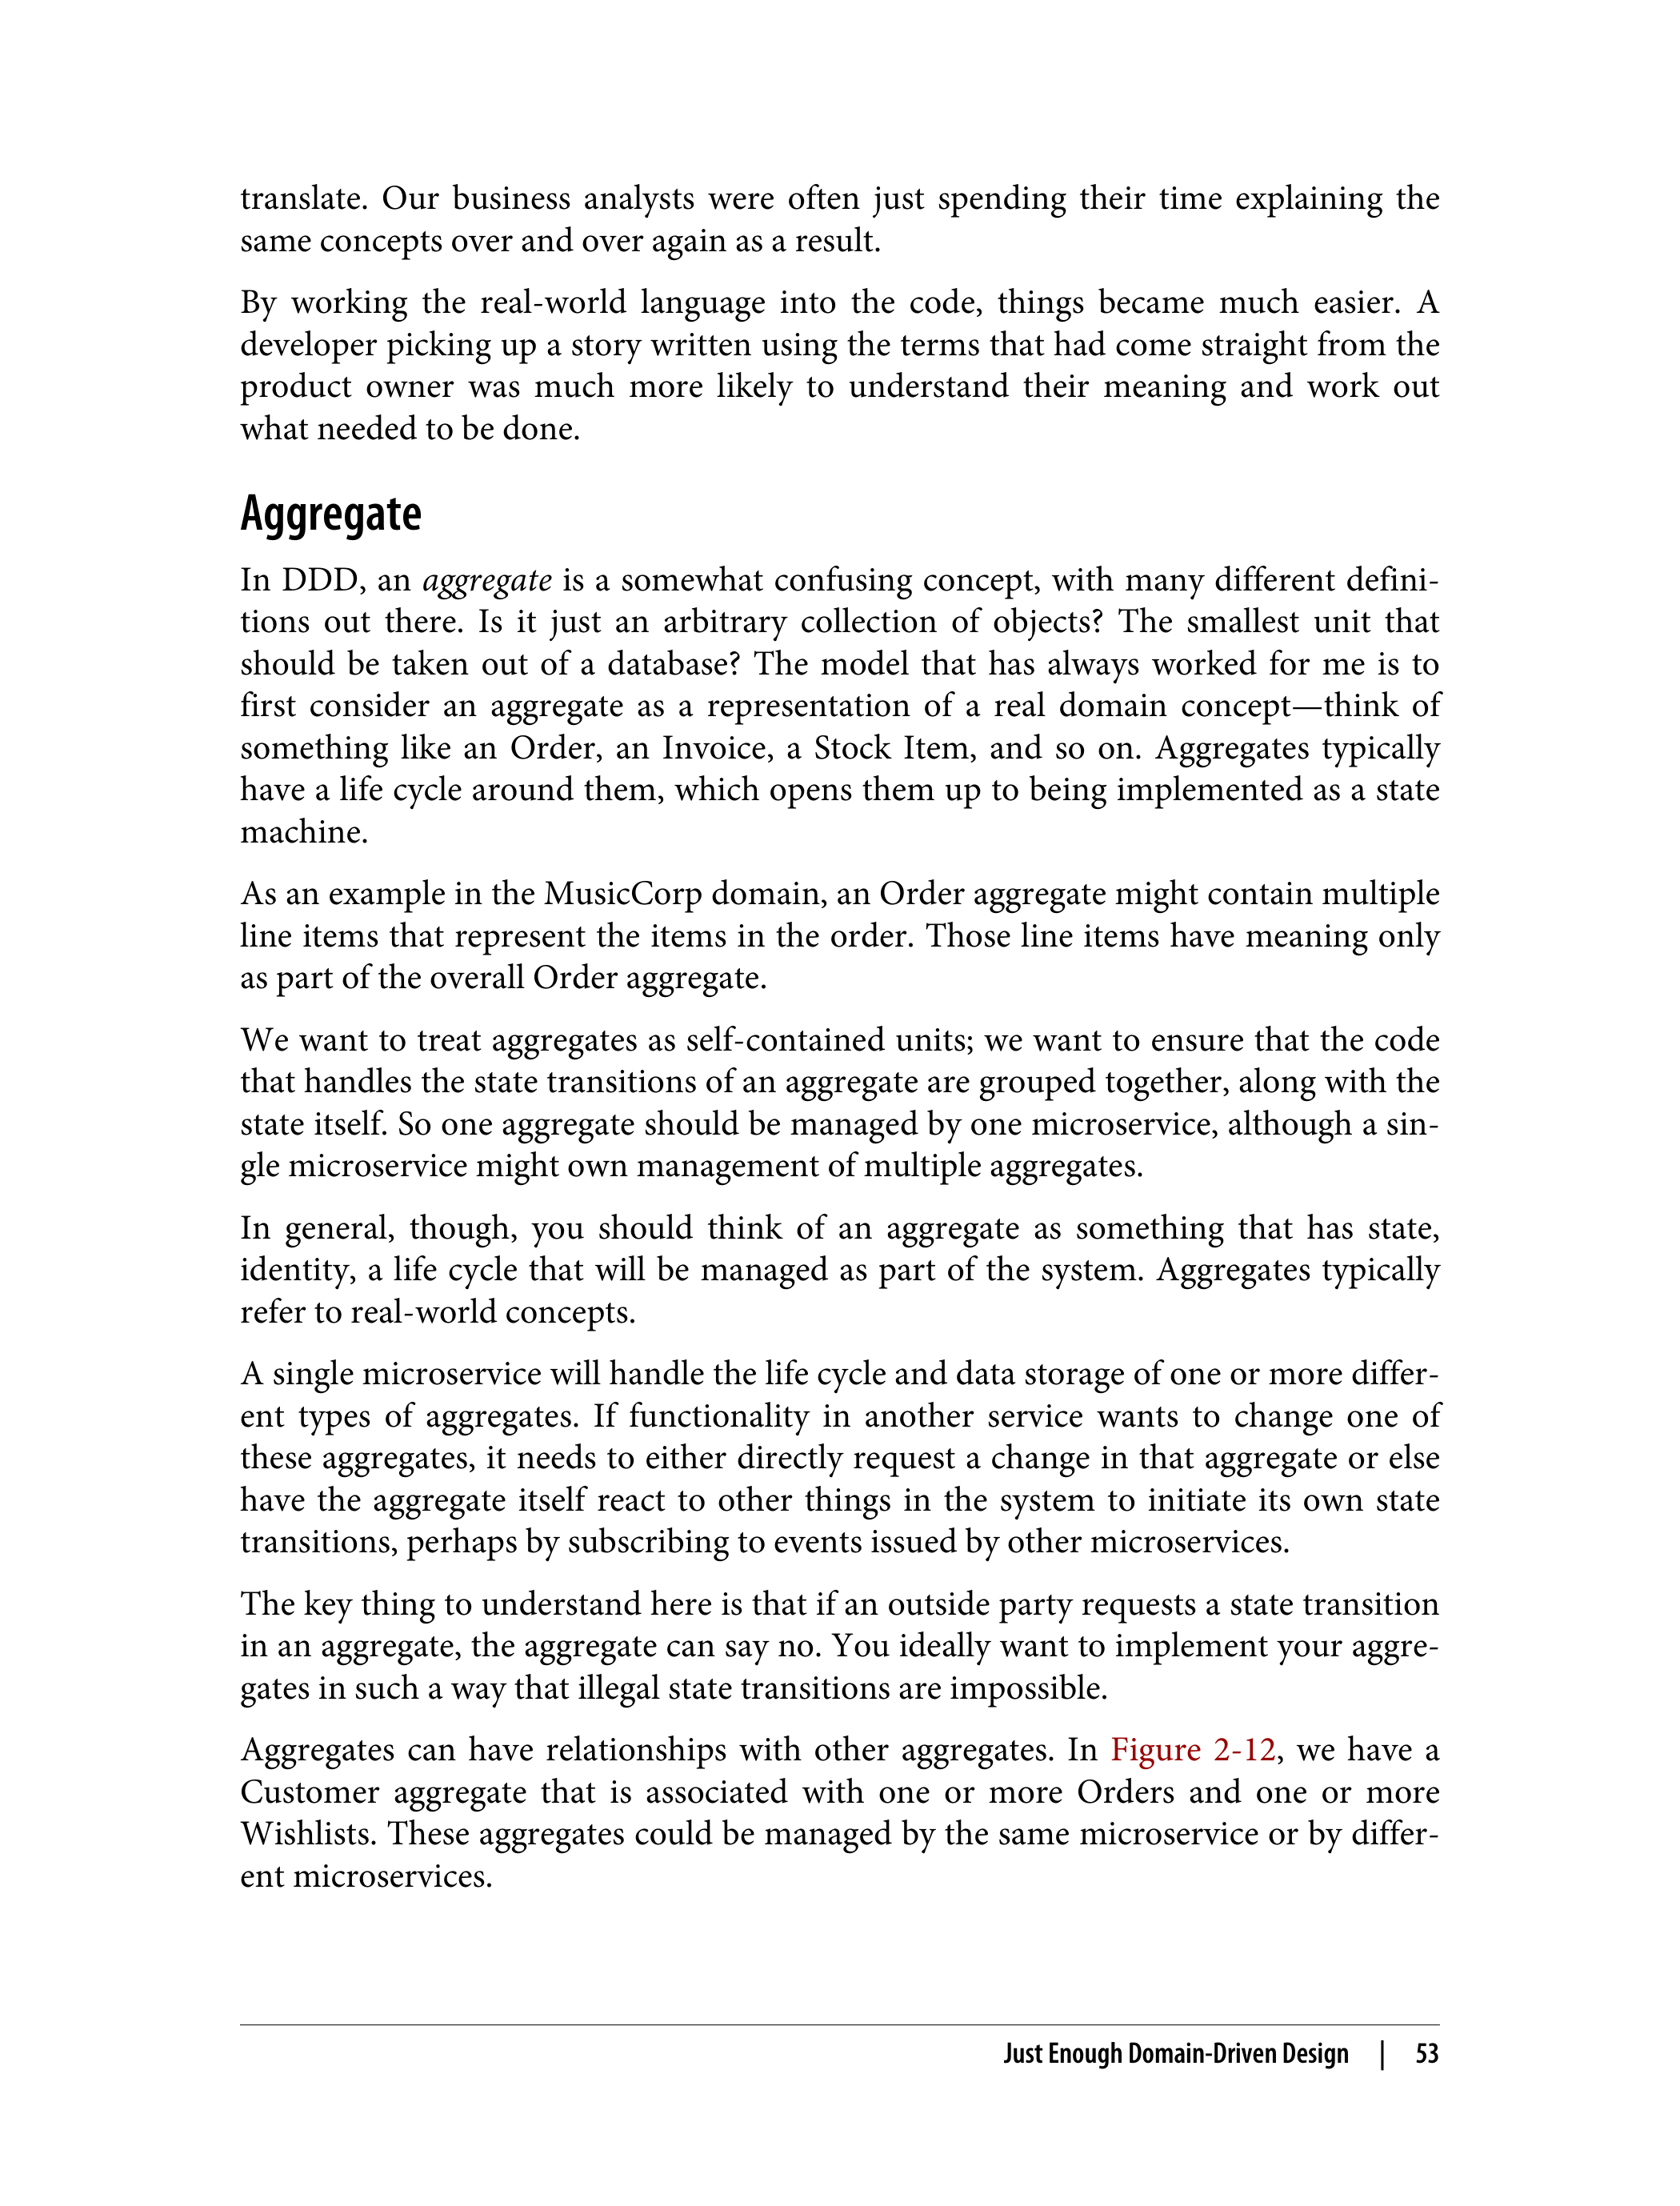 translate. Our business analysts were often just spending their time explaining the
same concepts over and over again as a result.
By working the real-world language into the code, things became much easier. A
developer picking up a story written using the terms that had come straight from the
product owner was much more likely to understand their meaning and work out
what needed to be done.
Aggregate
In DDD, an aggregate is a somewhat confusing concept, with many different defini-
tions out there. Is it just an arbitrary collection of objects? The smallest unit that
should be taken out of a database? The model that has always worked for me is to
first consider an aggregate as a representation of a real domain concept—think of
something like an Order, an Invoice, a Stock Item, and so on. Aggregates typically
have a life cycle around them, which opens them up to being implemented as a state
machine.
As an example in the MusicCorp domain, an Order aggregate might contain multiple
line items that represent the items in the order. Those line items have meaning only
as part of the overall Order aggregate.
We want to treat aggregates as self-contained units; we want to ensure that the code
that handles the state transitions of an aggregate are grouped together, along with the
state itself. So one aggregate should be managed by one microservice, although a sin-
gle microservice might own management of multiple aggregates.
In general, though, you should think of an aggregate as something that has state,
identity, a life cycle that will be managed as part of the system. Aggregates typically
refer to real-world concepts.
A single microservice will handle the life cycle and data storage of one or more differ-
ent types of aggregates. If functionality in another service wants to change one of
these aggregates, it needs to either directly request a change in that aggregate or else
have the aggregate itself react to other things in the system to initiate its own state
transitions, perhaps by subscribing to events issued by other microservices.
The key thing to understand here is that if an outside party requests a state transition
in an aggregate, the aggregate can say no. You ideally want to implement your aggre-
gates in such a way that illegal state transitions are impossible.
Aggregates can have relationships with other aggregates. In Figure 2-12, we have a
Customer aggregate that is associated with one or more Orders and one or more
Wishlists. These aggregates could be managed by the same microservice or by differ-
ent microservices.
Just Enough Domain-Driven Design | 53